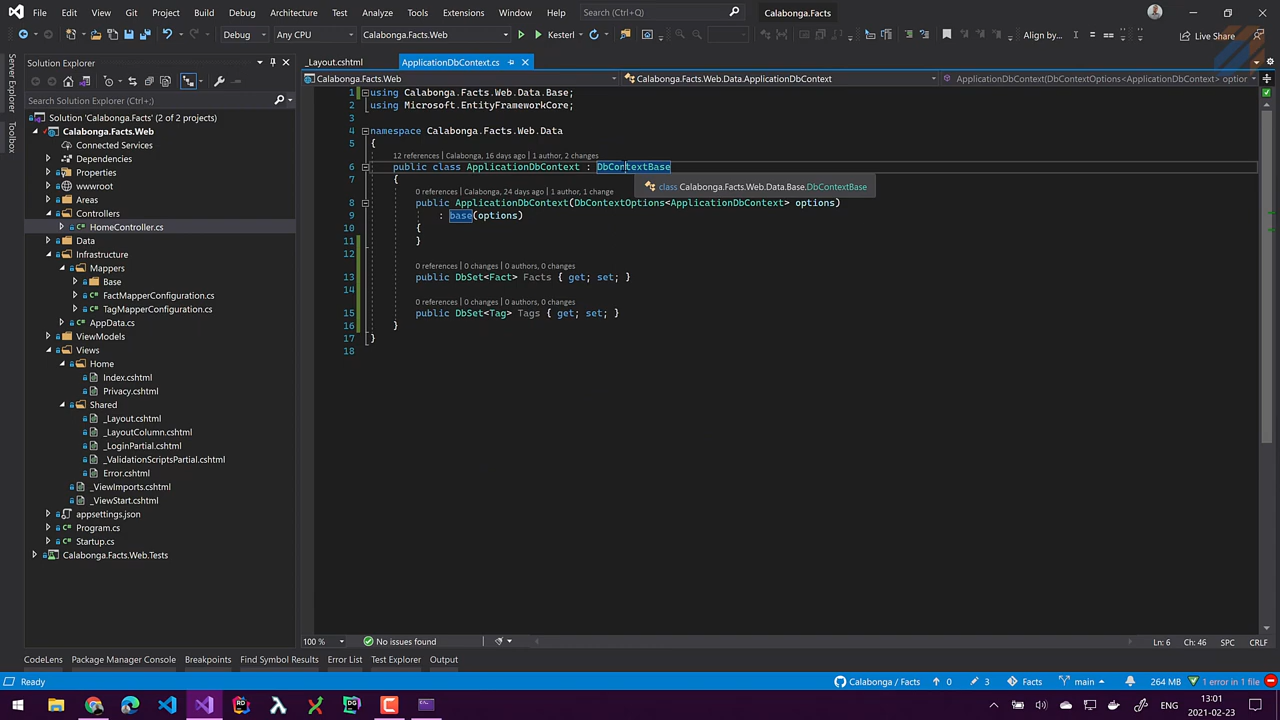 File Edit View Git Project Build Debug Architecture Test Analyze Tools Extensions Window Help Search (Ctrl+;) Calabonga.Facts
Debug Any CPU Calabonga.Facts.Web Kestrel Align by... Live Share
Server Explorer
Toolbox
Solution Explorer
Search Solution Explorer (Ctrl+;)
Solution 'Calabonga.Facts' (2 of 2 projects)
Calabonga.Facts.Web
Connected Services
Dependencies
Properties
wwwroot
Areas
Controllers
HomeController.cs
Data
Infrastructure
Mappers
Base
FactMapperConfiguration.cs
TagMapperConfiguration.cs
AppData.cs
ViewModels
Views
Home
Index.cshtml
Privacy.cshtml
Shared
_Layout.cshtml
_LayoutColumn.cshtml
_LoginPartial.cshtml
_ValidationScriptsPartial.cshtml
Error.cshtml
_ViewImports.cshtml
_ViewStart.cshtml
appsettings.json
Program.cs
Startup.cs
Calabonga.Facts.Web.Tests
_Layout.cshtml ApplicationDbContext.cs
Calabonga.Facts.Web Calabonga.Facts.Web.Data.ApplicationDbContext ApplicationDbContext(DbContextOptions<ApplicationDbContext> option
1 using Calabonga.Facts.Web.Data.Base;
2 using Microsoft.EntityFrameworkCore;
3
4 namespace Calabonga.Facts.Web.Data
5 {
12 references | Calabonga, 16 days ago | 1 author, 2 changes
6 public class ApplicationDbContext : DbContextBase
7 {
class Calabonga.Facts.Web.Data.Base.DbContextBase
0 references | Calabonga, 24 days ago | 1 author, 1 change
8 public ApplicationDbContext(DbContextOptions<ApplicationDbContext> options)
9 : base(options)
10 {
11 }
12
0 references | 0 changes | 0 authors, 0 changes
13 public DbSet<Fact> Facts { get; set; }
14
0 references | 0 changes | 0 authors, 0 changes
15 public DbSet<Tag> Tags { get; set; }
16 }
17 }
18
100 % No issues found Ln: 6 Ch: 46 SPC CRLF
CodeLens Package Manager Console Breakpoints Find Symbol Results Error List Test Explorer Output
Ready Calabonga / Facts 0 3 Facts main 264 MB 1 error in 1 file
ENG 13:01
2021-02-23